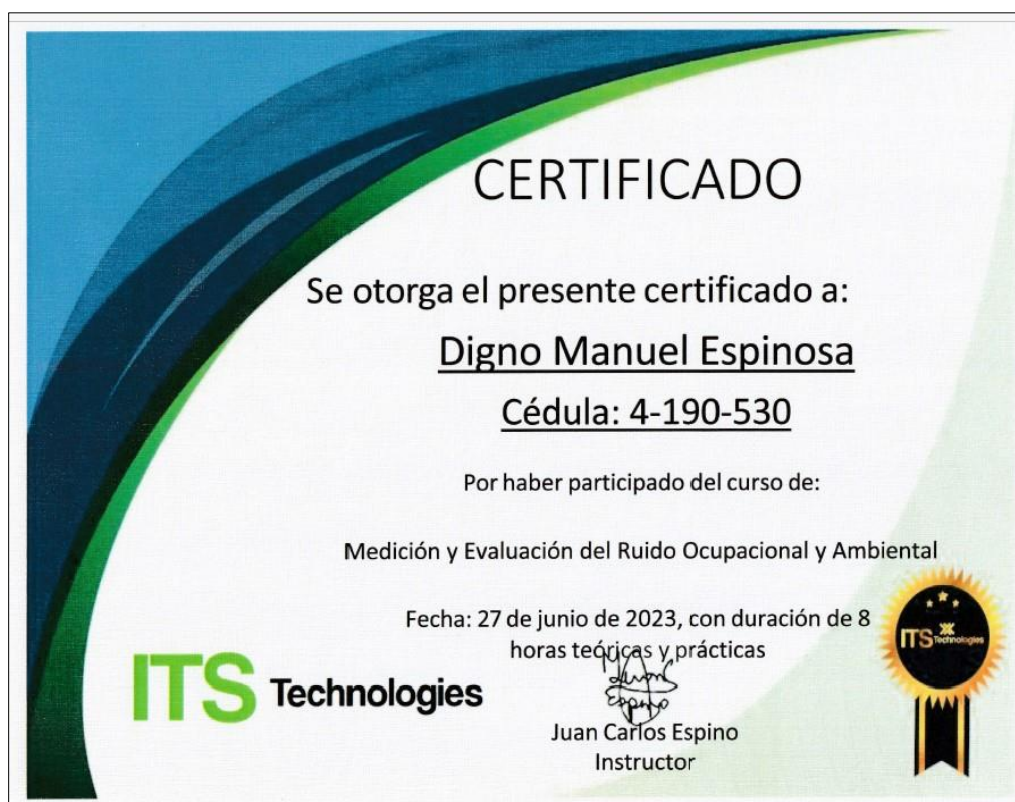 CERTIFICADO
Se otorga el presente certificado a:
Digno Manuel Espinosa
Cédula: 4-190-530
Por haber participado del curso de:
Medición y Evaluación del Ruido Ocupacional y Ambiental
Fecha: 27 de junio de 2023, con duración de 8
horas teóricas y prácticas
ITS Technologies
Juan Carlos Espino
Instructor
ITS Technologies